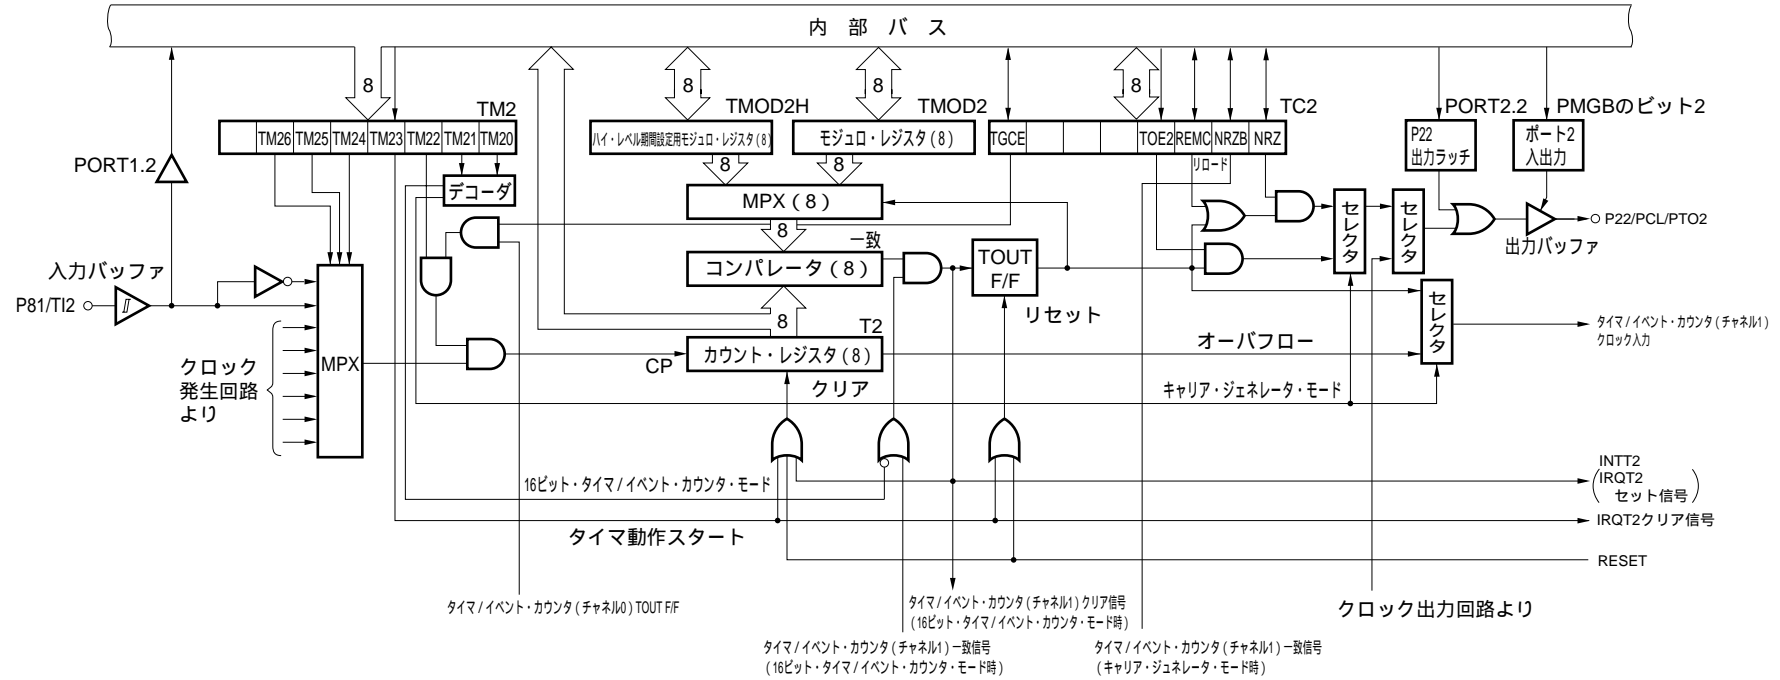 内 部 バ ス
8
8
8
8
TM2
TMOD2H
TMOD2
TC2
PORT2.2
PMGBのビット2
TM26
TM25
TM24
TM23
TM22
TM21
TM20
ハイ・レベル期間設定用モジュロ・レジスタ(8)
モジュロ・レジスタ(8)
TGCE
TOE2
REMC
NRZB
NRZ
P22
出力ラッチ
ポート2
入出力
PORT1.2
デコーダ
8
8
リロード
MPX(8)
8
セレクタ
セレクタ
P22/PCL/PTO2
出力バッファ
一致
コンパレータ(8)
TOUT
F/F
リセット
入力バッファ
P81/TI2
8
T2
CP
カウント・レジスタ(8)
クリア
オーバフロー
セレクタ
タイマ/イベント・カウンタ(チャネル1)
クロック入力
MPX
クロック
発生回路
より
キャリア・ジェネレータ・モード
16ビット・タイマ/イベント・カウンタ・モード
INTT2
IRQT2
セット信号
タイマ動作スタート
IRQT2クリア信号
RESET
タイマ/イベント・カウンタ(チャネル0)TOUT F/F
タイマ/イベント・カウンタ(チャネル1)クリア信号
(16ビット・タイマ/イベント・カウンタ・モード時)
クロック出力回路より
タイマ/イベント・カウンタ(チャネル1)一致信号
(16ビット・タイマ/イベント・カウンタ・モード時)
タイマ/イベント・カウンタ(チャネル1)一致信号
(キャリア・ジュネレータ・モード時)